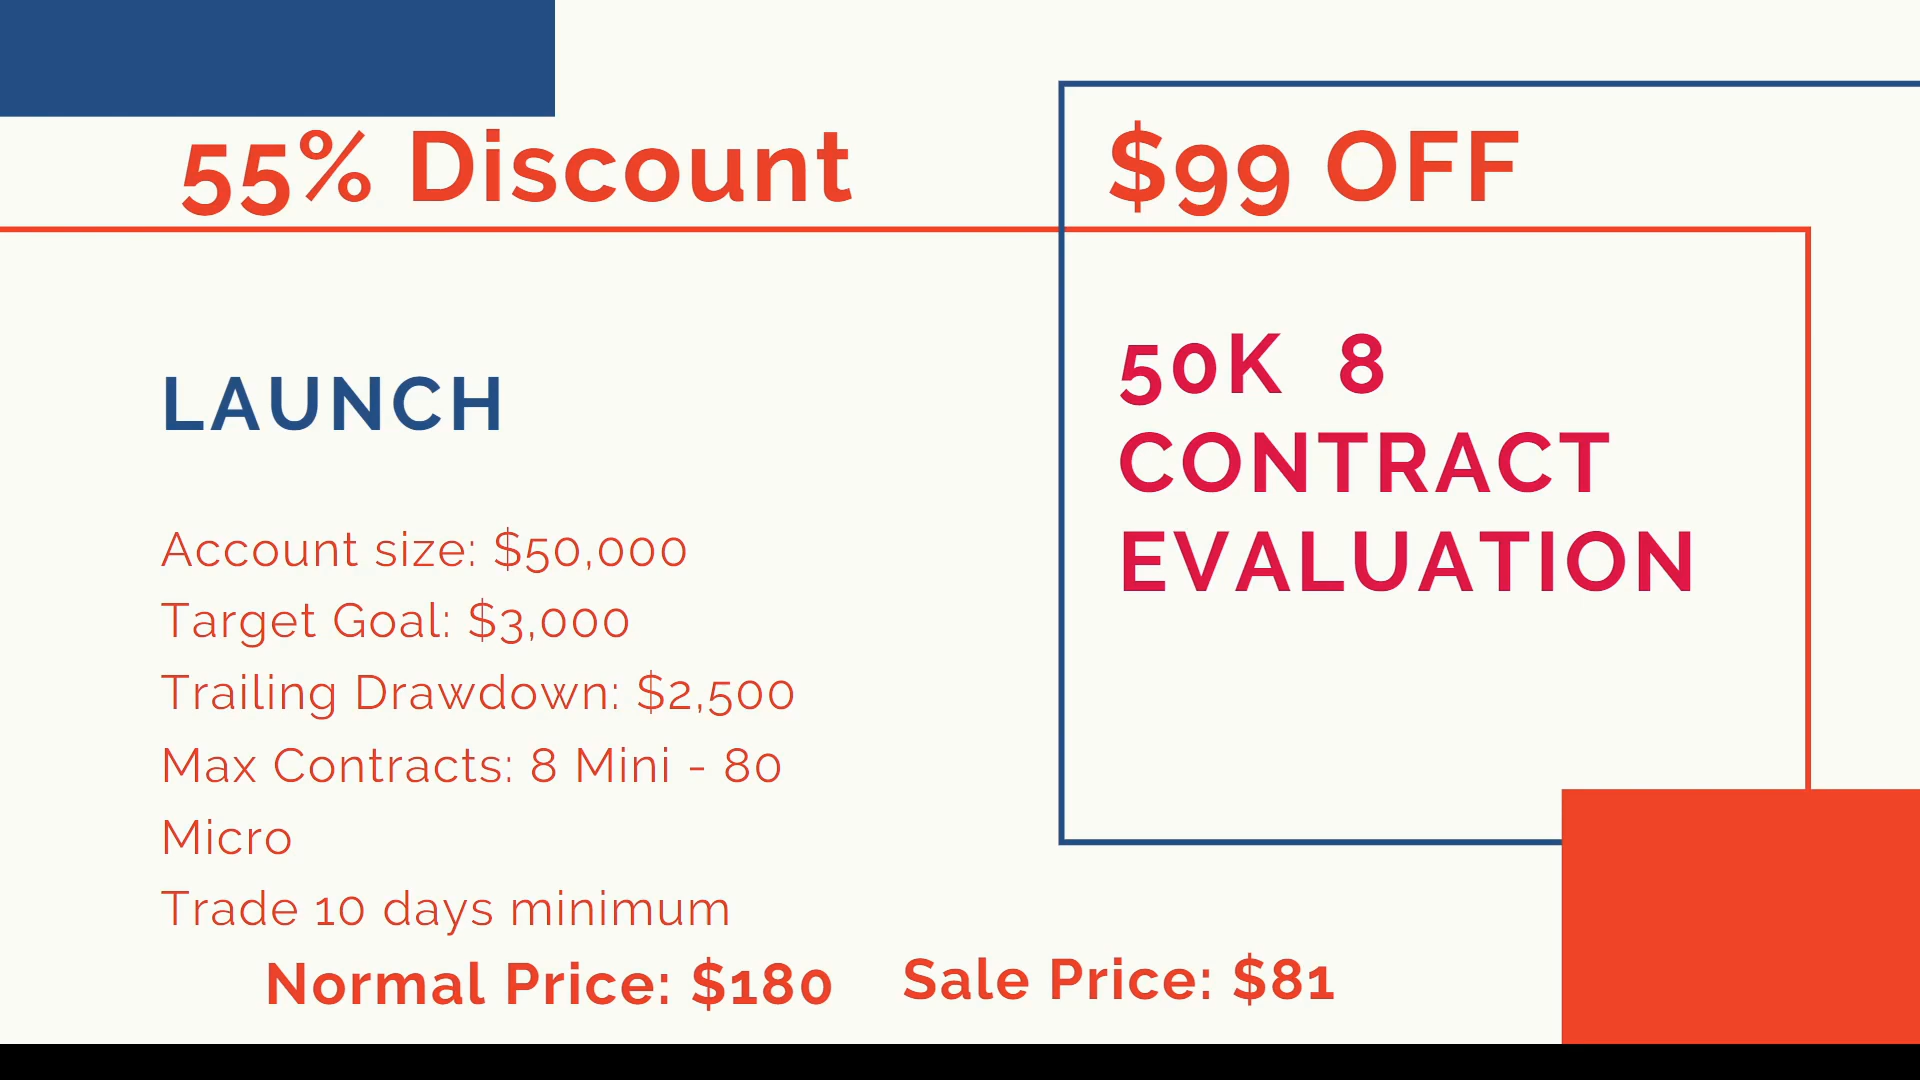 55% Discount
$99 OFF
LAUNCH
Account size: $50,000
Target Goal: $3,000
Trailing Drawdown: $2,500
Max Contracts: 8 Mini - 80
Micro
Trade 10 days minimum
50K 8
CONTRACT
EVALUATION
Normal Price: $180
Sale Price: $81